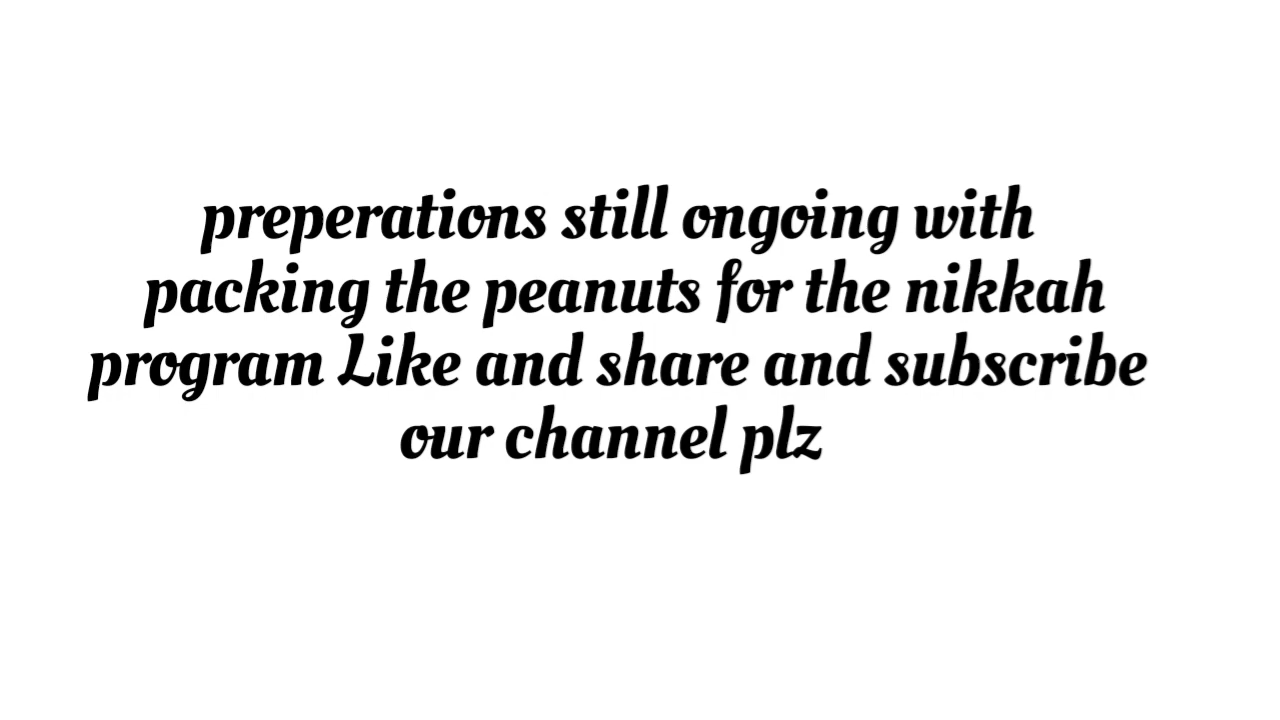 preperations still ongoing with
packing the peanuts for the nikkah
program Like and share and subscribe
our channel plz